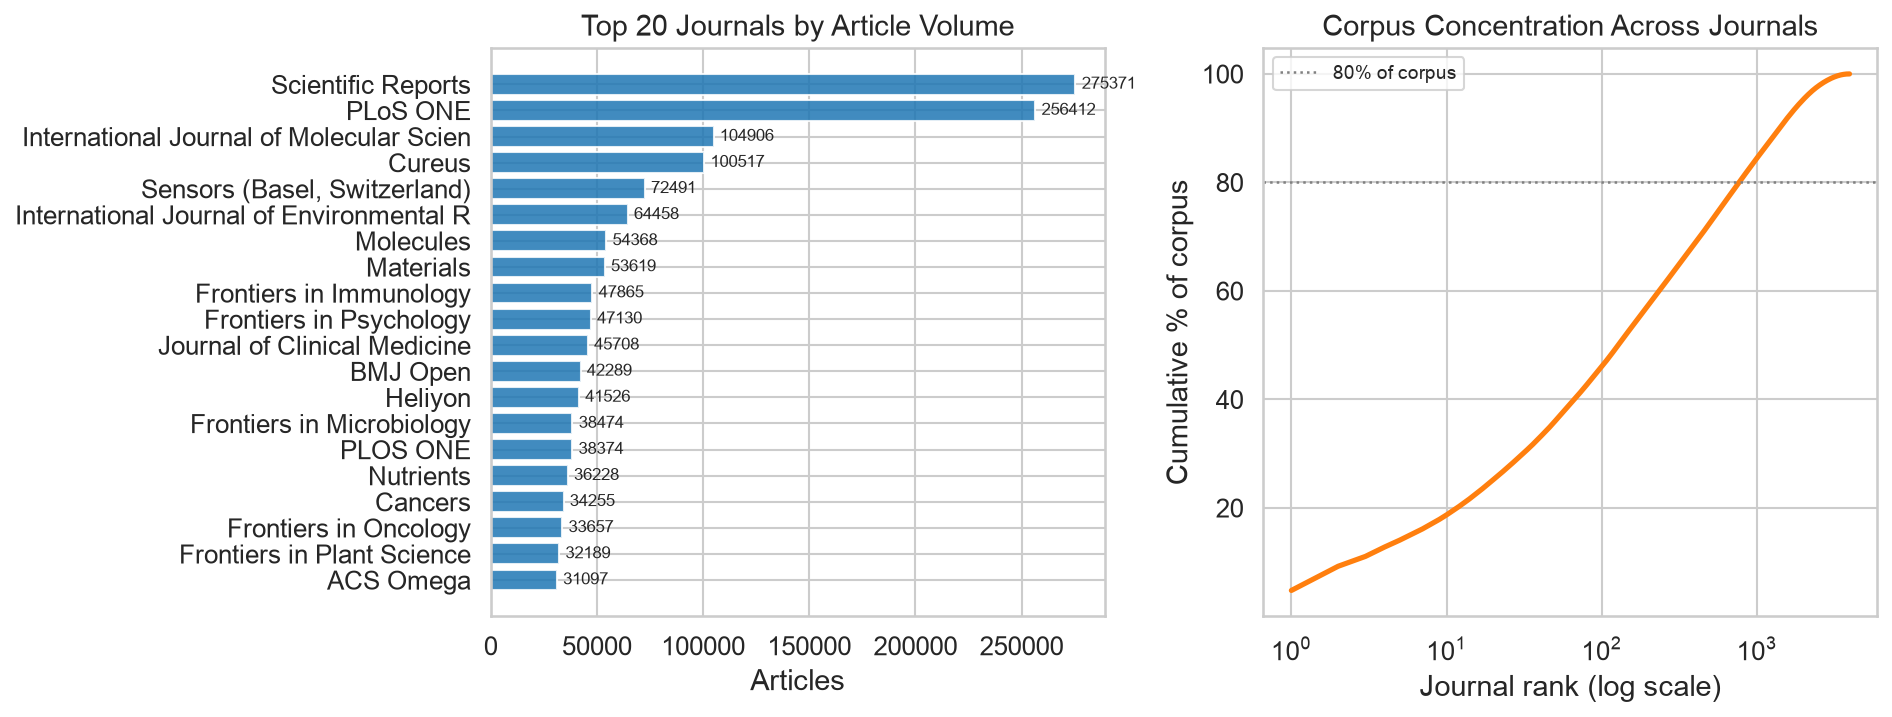 Top 20 Journals by Article Volume
Scientific Reports 275371
PLoS ONE 256412
International Journal of Molecular Scien 104906
Cureus 100517
Sensors (Basel, Switzerland) 72491
International Journal of Environmental R 64458
Molecules 54368
Materials 53619
Frontiers in Immunology 47865
Frontiers in Psychology 47130
Journal of Clinical Medicine 45708
BMJ Open 42289
Heliyon 41526
Frontiers in Microbiology 38474
PLOS ONE 38374
Nutrients 36228
Cancers 34255
Frontiers in Oncology 33657
Frontiers in Plant Science 32189
ACS Omega 31097
0 50000 100000 150000 200000 250000
Articles
Corpus Concentration Across Journals
80% of corpus
100
80
60
40
20
Cumulative % of corpus
10⁰ 10¹ 10² 10³
Journal rank (log scale)